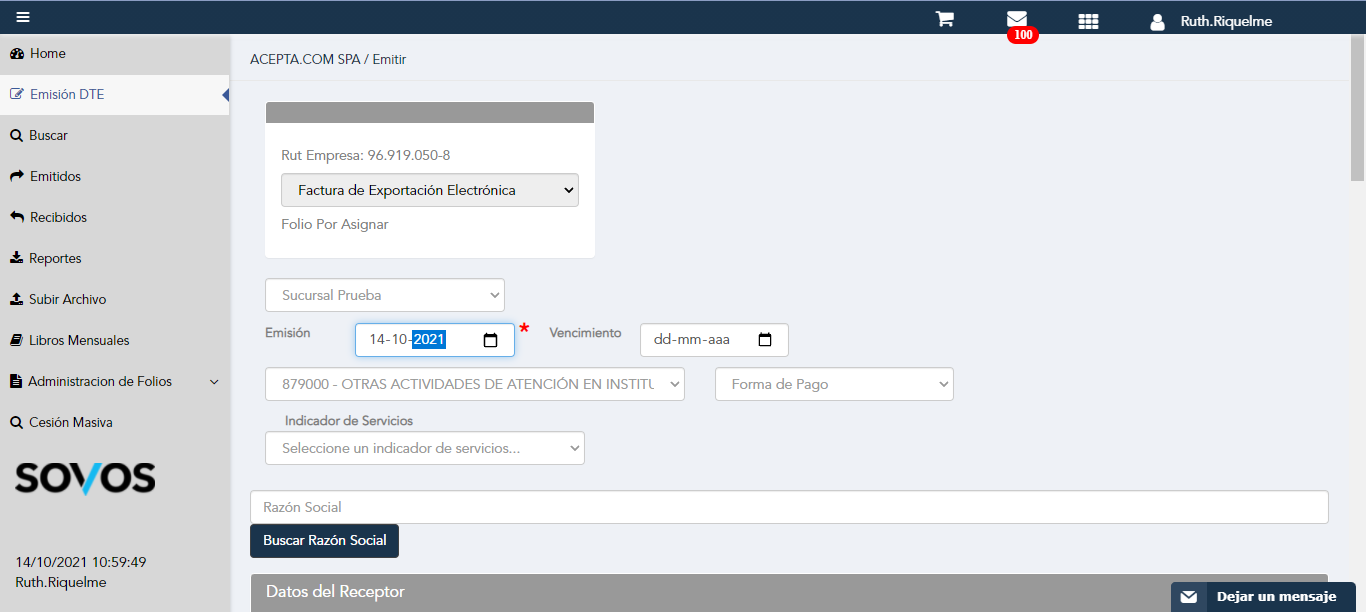 Ruth.Riquelme
100
Home
Emisión DTE
Buscar
Emitidos
Recibidos
Reportes
Subir Archivo
Libros Mensuales
Administracion de Folios
Cesión Masiva
SOVOS
14/10/2021 10:59:49
Ruth.Riquelme
ACEPTA.COM SPA / Emitir
Rut Empresa: 96.919.050-8
Factura de Exportación Electrónica
Folio Por Asignar
Sucursal Prueba
Emisión 14-10-2021 * Vencimiento dd-mm-aaa
879000 - OTRAS ACTIVIDADES DE ATENCIÓN EN INSTITU Forma de Pago
Indicador de Servicios
Seleccione un indicador de servicios...
Razón Social
Buscar Razón Social
Datos del Receptor
Dejar un mensaje